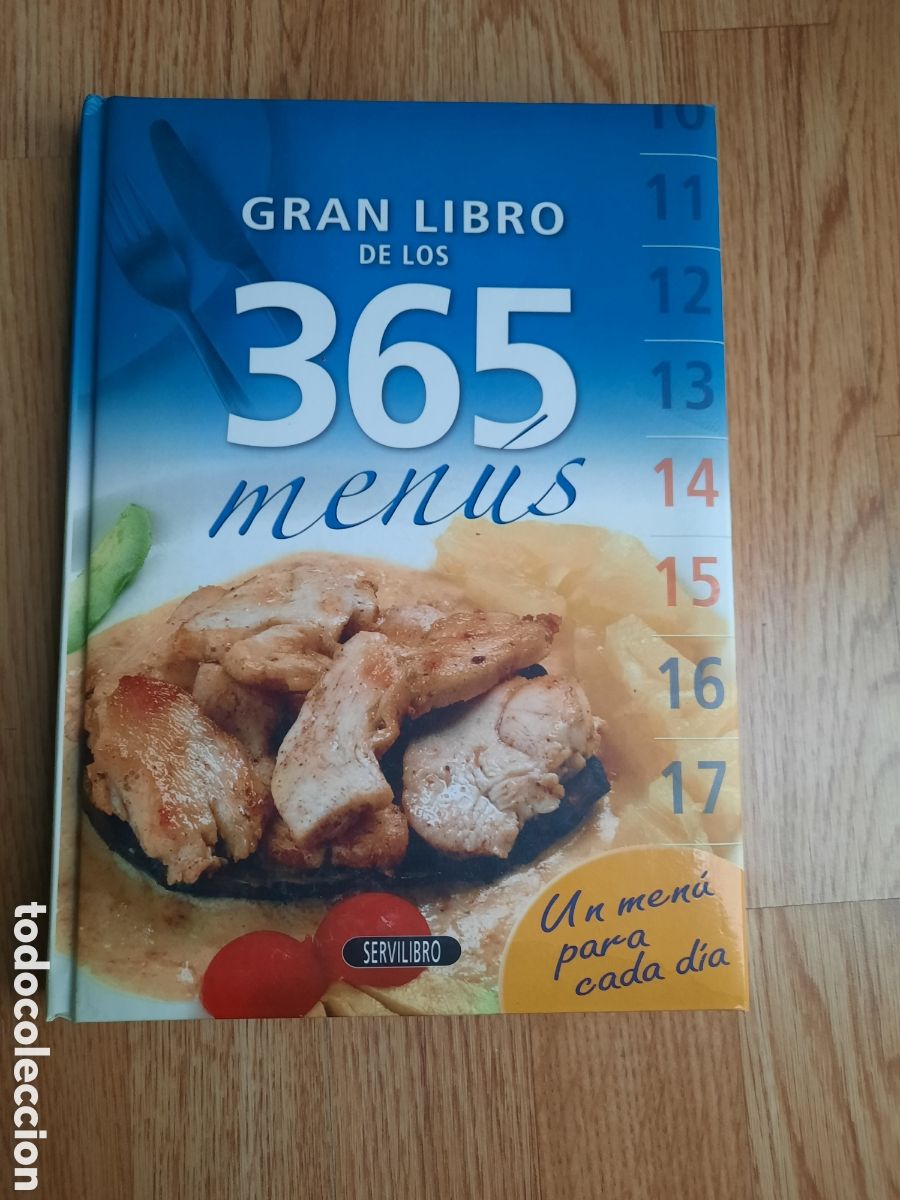 GRAN LIBRO
DE LOS
365
menús
10
11
12
13
14
15
16
17
Un menú
para
cada día
SERVILIBRO
todocoleccion